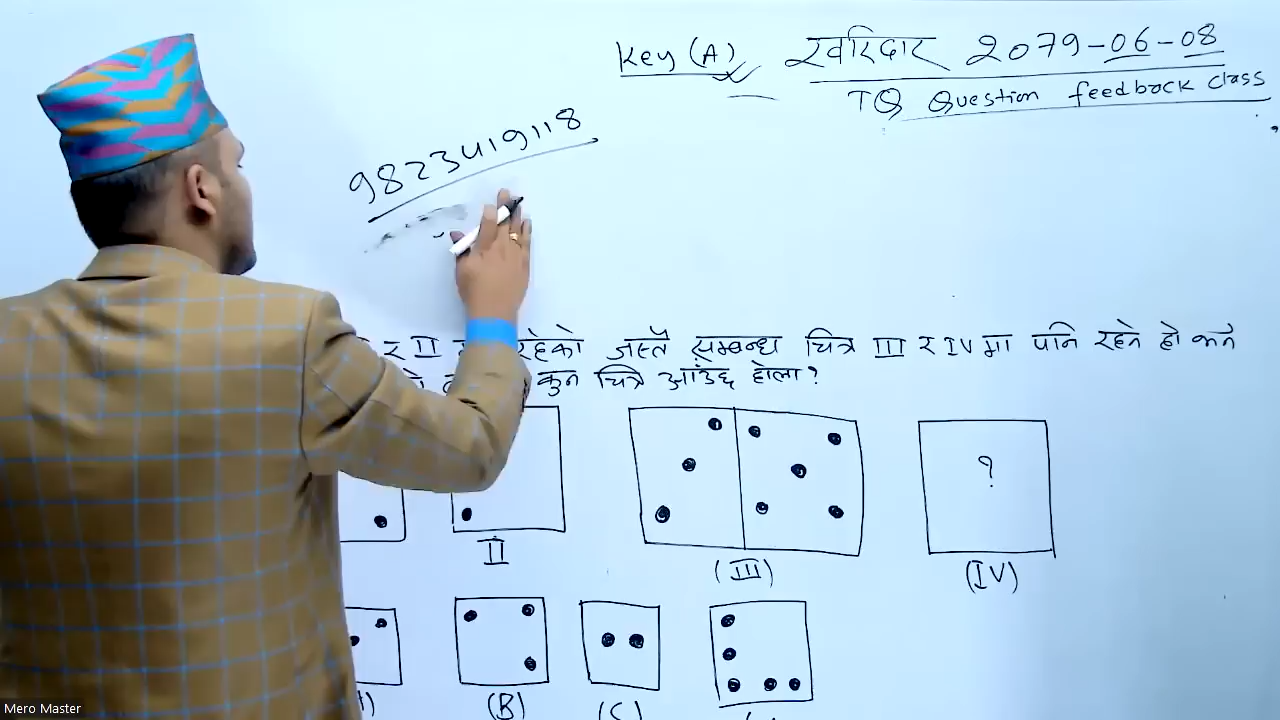 Key (A) खरिदार 2079-06-08
TQ Question feedback class
9823419118
र II रहेको जस्तै सम्बन्ध चित्र III र IV मा पनि रहने हो भने
कुन चित्र आउँछ होला?
?
II (III) (IV)
(B) (C)
Mero Master